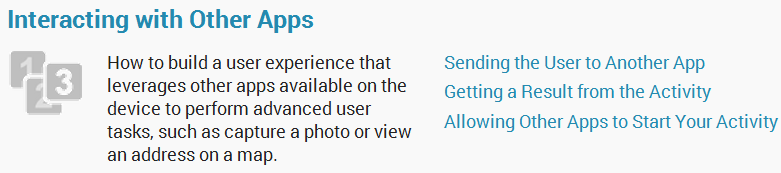 Interacting with Other Apps
1
2
3
How to build a user experience that
leverages other apps available on the
device to perform advanced user
tasks, such as capture a photo or view
an address on a map.
Sending the User to Another App
Getting a Result from the Activity
Allowing Other Apps to Start Your Activity